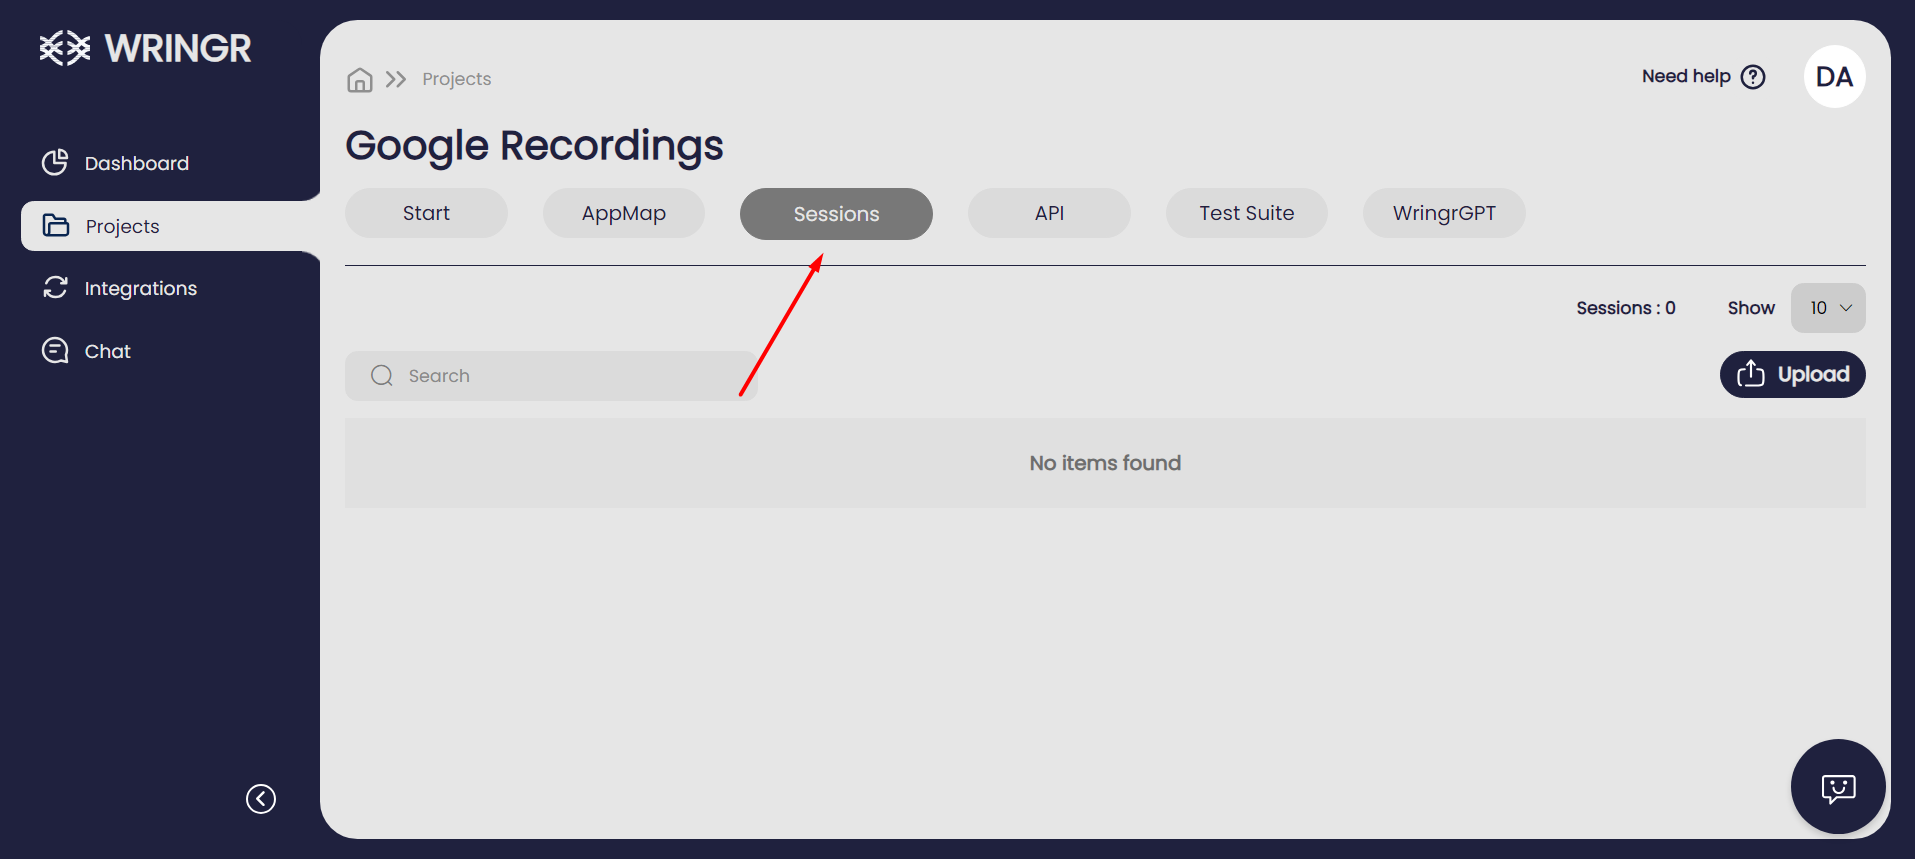 WRINGR
Dashboard
Projects
Integrations
Chat
Projects
Need help
DA
Google Recordings
Start
AppMap
Sessions
API
Test Suite
WringrGPT
Sessions : 0
Show
10
Search
Upload
No items found